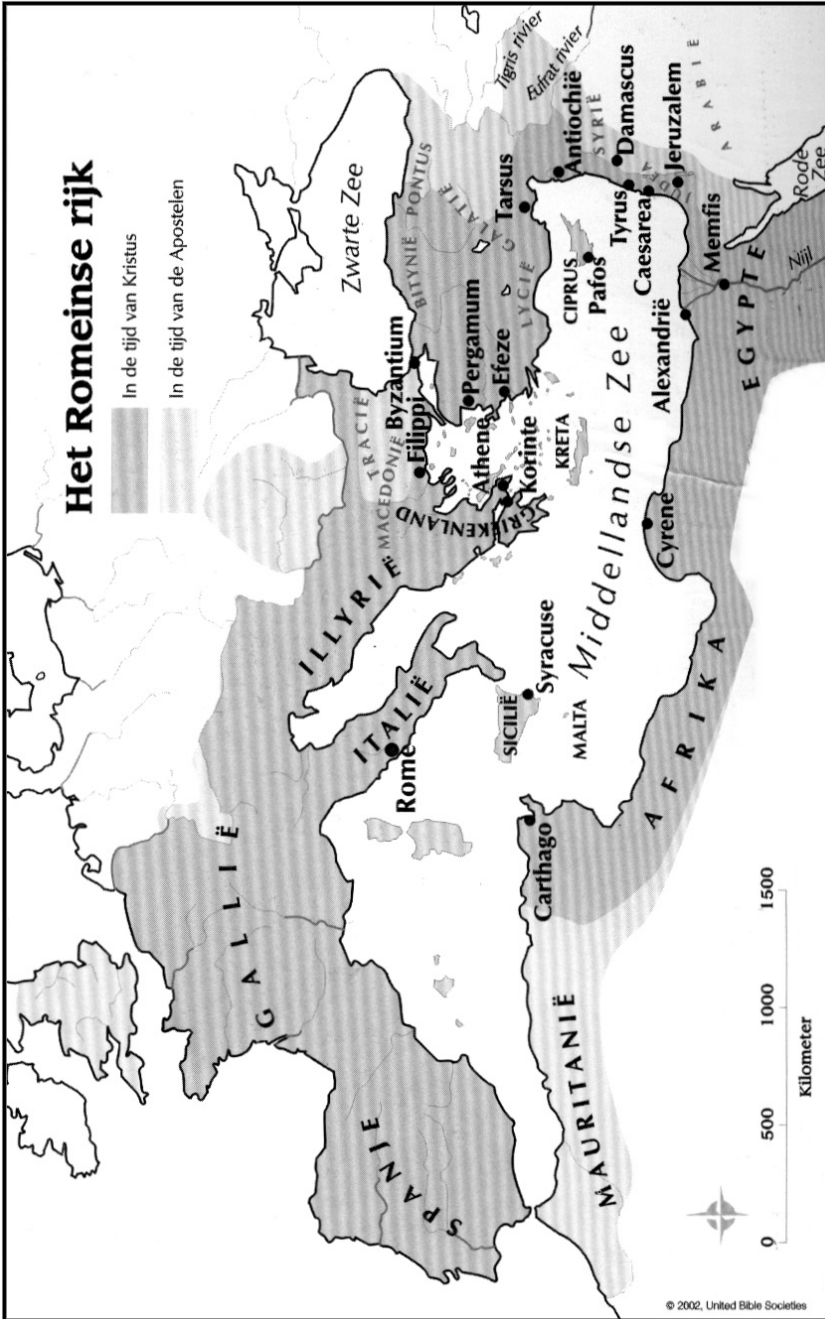 Het Romeinse rijk
In de tijd van Kristus
In de tijd van de Apostelen
Zwarte Zee
Tigris rivier
Eufrat rivier
BITYNIË
PONTUS
GALATIË
LYCIË
TRACIË
MACEDONIË
GRIEKENLAND
ILLYRIË
ITALIË
GALLIË
SPANJE
MAURITANIË
AFRIKA
EGYPTE
SYRIË
JUDEA
ARABIË
Byzantium
Filippi
Pergamum
Efeze
Athene
Korinte
KRETA
Tarsus
Antiochië
Damascus
Tyrus
Caesarea
Jeruzalem
CIPRUS
Pafos
Memfis
Alexandrië
Nijl
Rode
Zee
Middellandse Zee
Cyrene
Rome
SICILIË
Syracuse
MALTA
Carthago
0 500 1000 1500
Kilometer
© 2002, United Bible Societies